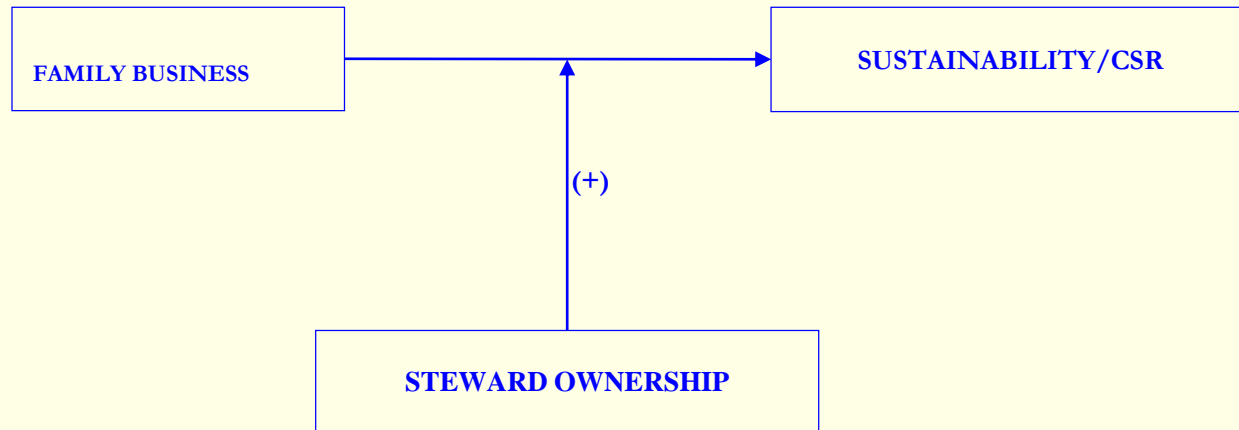 FAMILY BUSINESS
SUSTAINABILITY/CSR
(+)
STEWARD OWNERSHIP